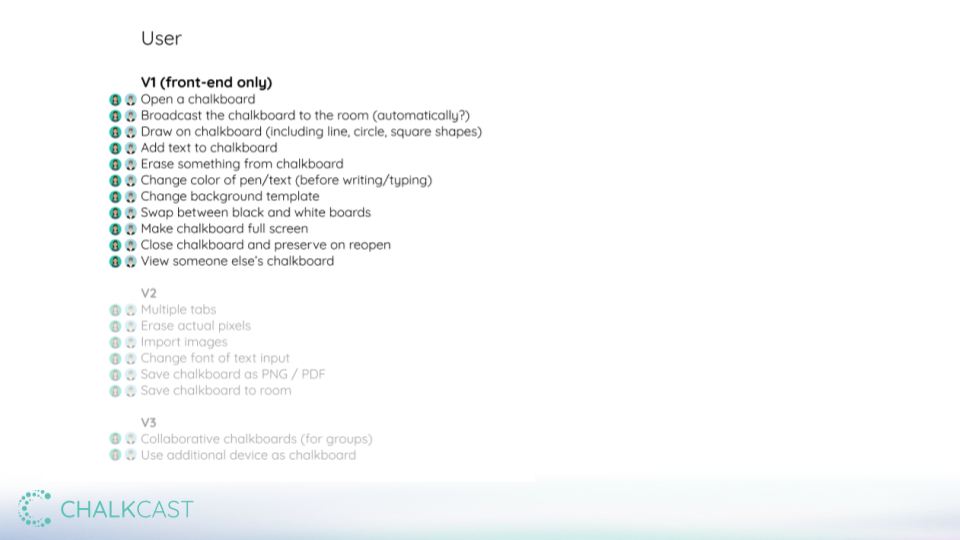 User
V1 (front-end only)
Open a chalkboard
Broadcast the chalkboard to the room (automatically?)
Draw on chalkboard (including line, circle, square shapes)
Add text to chalkboard
Erase something from chalkboard
Change color of pen/text (before writing/typing)
Change background template
Swap between black and white boards
Make chalkboard full screen
Close chalkboard and preserve on reopen
View someone else's chalkboard
V2
Multiple tabs
Erase actual pixels
Import images
Change font of text input
Save chalkboard as PNG / PDF
Save chalkboard to room
V3
Collaborative chalkboards (for groups)
Use additional device as chalkboard
CHALKCAST